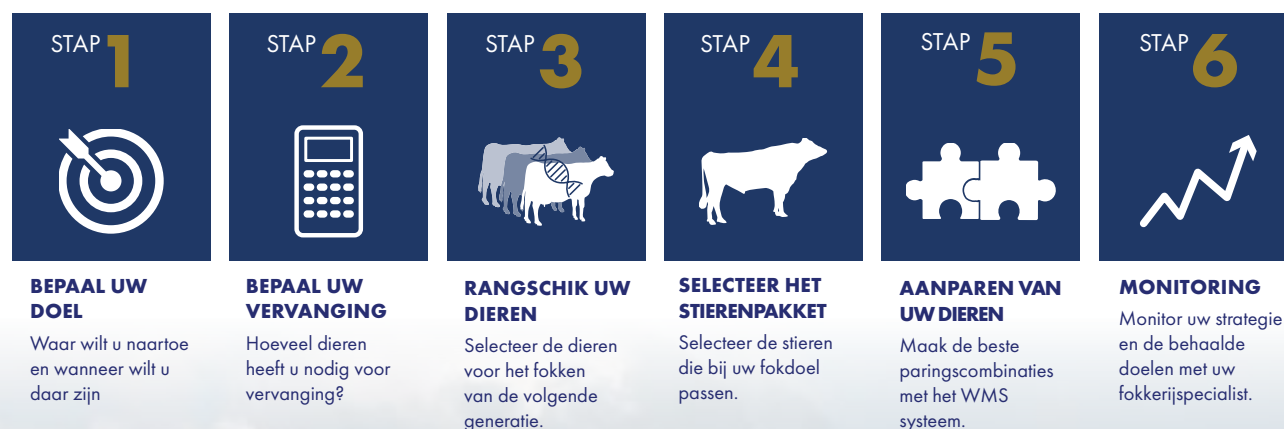 STAP 1
BEPAAL UW
DOEL
Waar wilt u naartoe
en wanneer wilt u
daar zijn
STAP 2
BEPAAL UW
VERVANGING
Hoeveel dieren
heeft u nodig voor
vervanging?
STAP 3
RANGSCHIK UW
DIEREN
Selecteer de dieren
voor het fokken
van de volgende
generatie.
STAP 4
SELECTEER HET
STIERENPAKKET
Selecteer de stieren
die bij uw fokdoel
passen.
STAP 5
AANPAREN VAN
UW DIEREN
Maak de beste
paringscombinaties
met het WMS
systeem.
STAP 6
MONITORING
Monitor uw strategie
en de behaalde
doelen met uw
fokkerijspecialist.